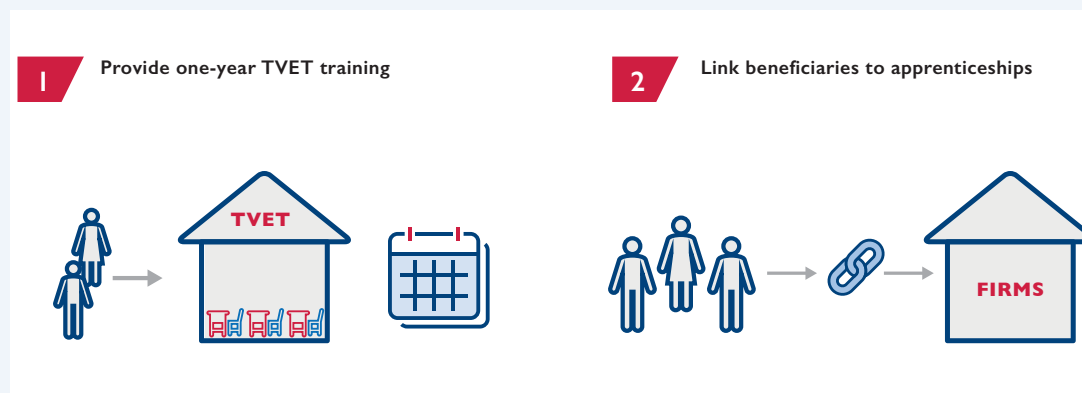 1
Provide one-year TVET training
2
Link beneficiaries to apprenticeships
TVET
FIRMS